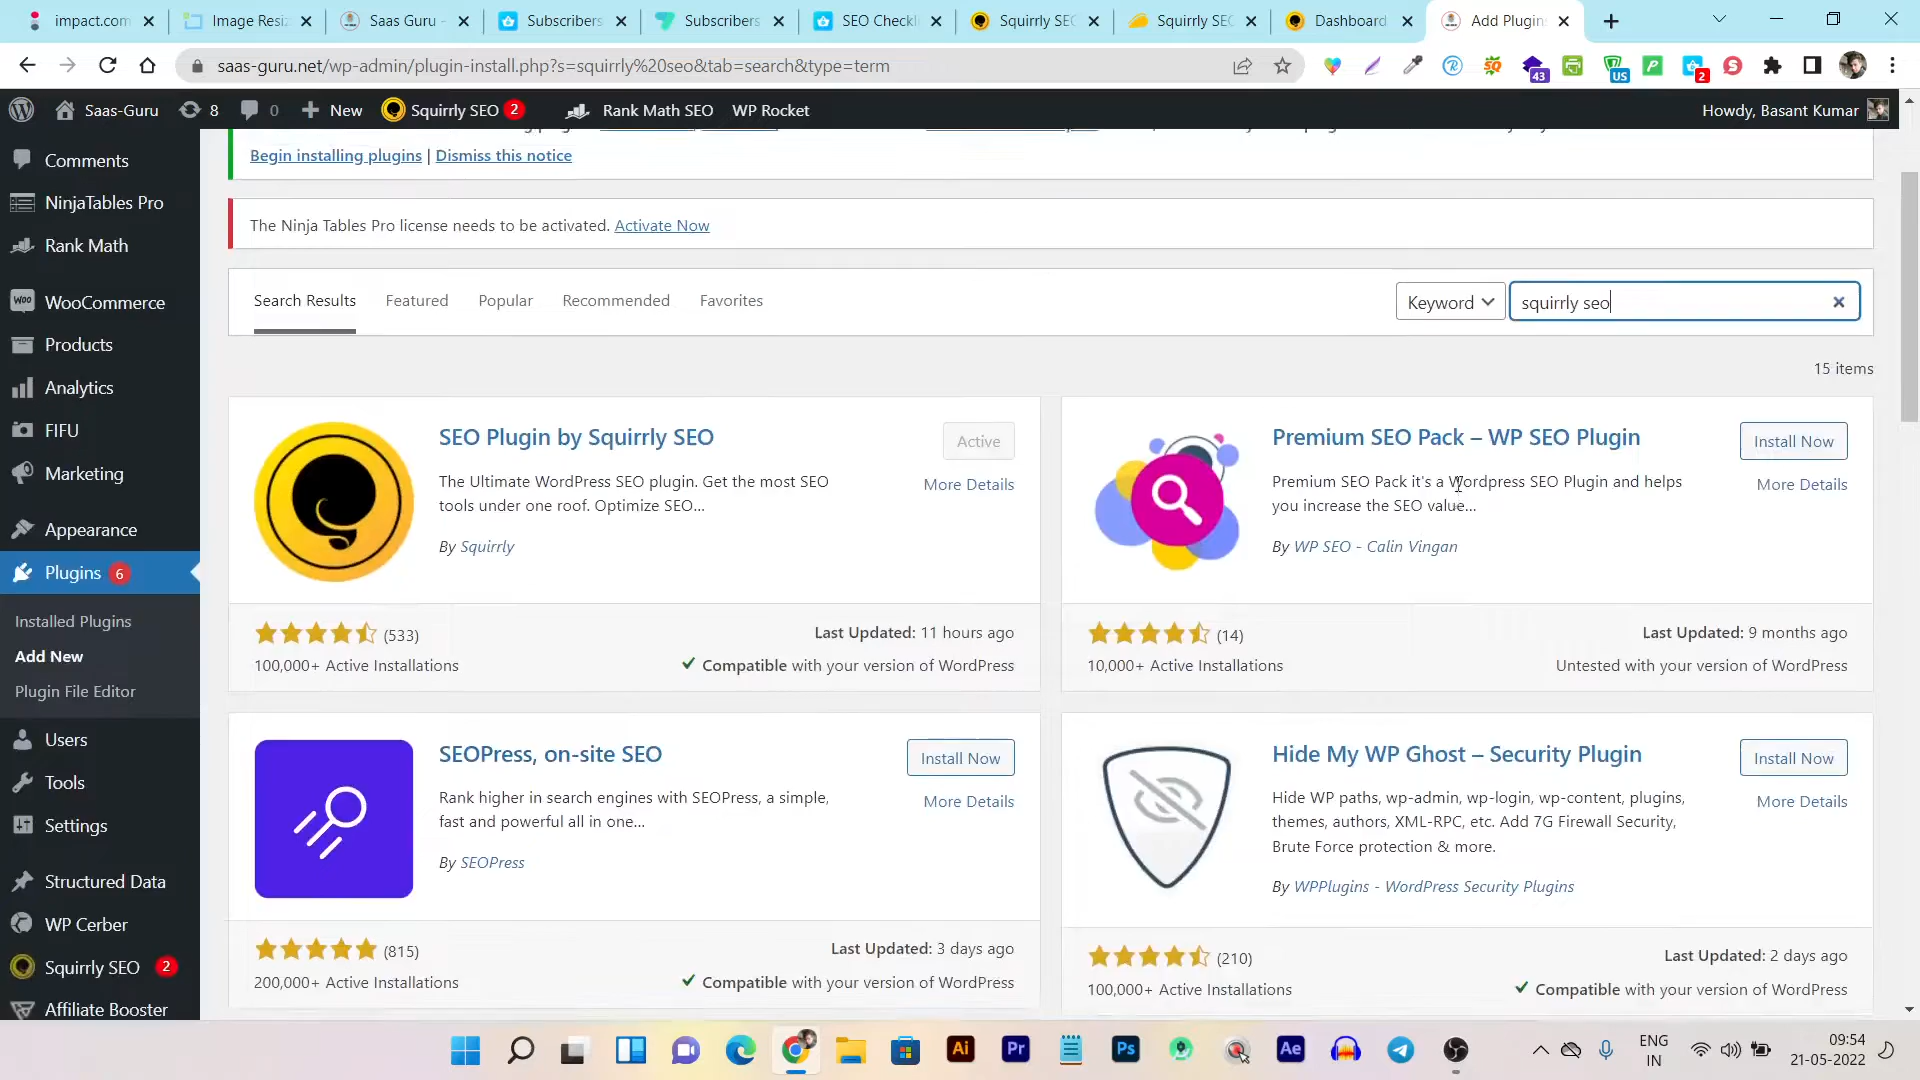 impact.com
Image Resiz
Saas Guru -
Subscribers
Subscribers
SEO Checkli
Squirrly SEO
Squirrly SEO
Dashboard
Add Plugins
saas-guru.net/wp-admin/plugin-install.php?s=squirrly%20seo&tab=search&type=term
43
US
2
Saas-Guru
8
0
New
Squirrly SEO 2
Rank Math SEO
WP Rocket
Howdy, Basant Kumar
Begin installing plugins | Dismiss this notice
The Ninja Tables Pro license needs to be activated. Activate Now
Search Results
Featured
Popular
Recommended
Favorites
Keyword
squirrly seo
15 items
Comments
NinjaTables Pro
Rank Math
WooCommerce
Products
Analytics
FIFU
Marketing
Appearance
Plugins 6
Installed Plugins
Add New
Plugin File Editor
Users
Tools
Settings
Structured Data
WP Cerber
Squirrly SEO 2
Affiliate Booster
SEO Plugin by Squirrly SEO
Active
More Details
The Ultimate WordPress SEO plugin. Get the most SEO
tools under one roof. Optimize SEO...
By Squirrly
(533)
Last Updated: 11 hours ago
100,000+ Active Installations
Compatible with your version of WordPress
Premium SEO Pack – WP SEO Plugin
Install Now
More Details
Premium SEO Pack it's a Wordpress SEO Plugin and helps
you increase the SEO value...
By WP SEO - Calin Vingan
(14)
Last Updated: 9 months ago
10,000+ Active Installations
Untested with your version of WordPress
SEOPress, on-site SEO
Install Now
More Details
Rank higher in search engines with SEOPress, a simple,
fast and powerful all in one...
By SEOPress
(815)
Last Updated: 3 days ago
200,000+ Active Installations
Compatible with your version of WordPress
Hide My WP Ghost – Security Plugin
Install Now
More Details
Hide WP paths, wp-admin, wp-login, wp-content, plugins,
themes, authors, XML-RPC, etc. Add 7G Firewall Security,
Brute Force protection & more.
By WPPlugins - WordPress Security Plugins
(210)
Last Updated: 2 days ago
100,000+ Active Installations
Compatible with your version of WordPress
Ai
Pr
Ps
Ae
ENG
IN
09:54
21-05-2022